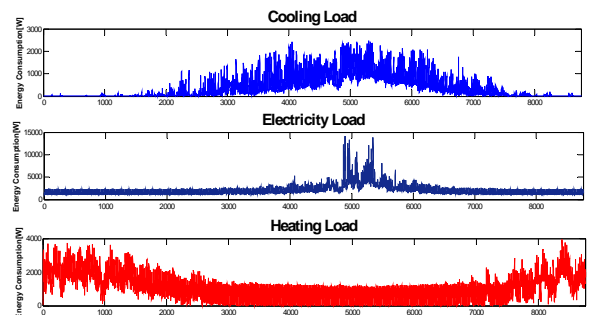 Cooling Load
Energy Consumption[W]
3000
2000
1000
0
0 1000 2000 3000 4000 5000 6000 7000 8000
Electricity Load
Energy Consumption[W]
15000
10000
5000
0
0 1000 2000 3000 4000 5000 6000 7000 8000
Heating Load
Energy Consumption[W]
4000
2000
0
0 1000 2000 3000 4000 5000 6000 7000 8000